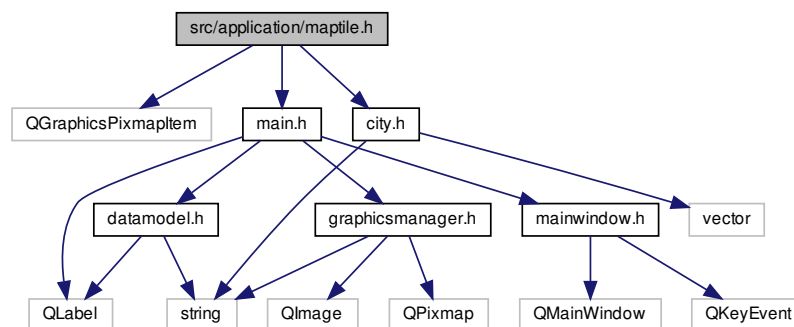 src/application/maptile.h
QGraphicsPixmapItem
main.h
city.h
datamodel.h
graphicsmanager.h
mainwindow.h
vector
QLabel
string
QImage
QPixmap
QMainWindow
QKeyEvent